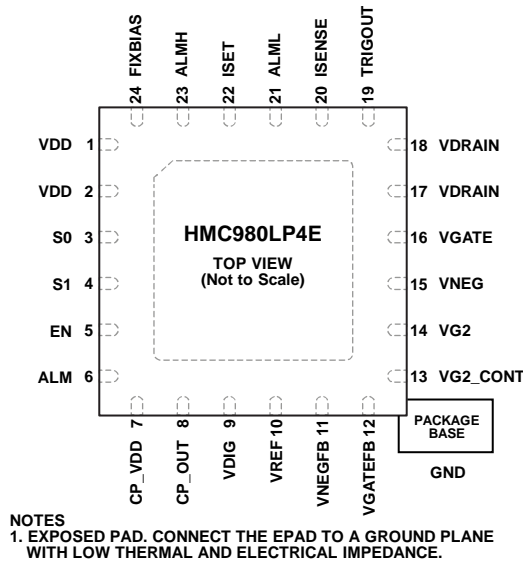 24 FIXBIAS
23 ALMH
22 ISET
21 ALML
20 ISENSE
19 TRIGOUT
VDD 1
VDD 2
S0 3
S1 4
EN 5
ALM 6
HMC980LP4E
TOP VIEW
(Not to Scale)
18 VDRAIN
17 VDRAIN
16 VGATE
15 VNEG
14 VG2
13 VG2_CONT
CP_VDD 7
CP_OUT 8
VDIG 9
VREF 10
VNEGFB 11
VGATEFB 12
PACKAGE
BASE
GND
NOTES
1. EXPOSED PAD. CONNECT THE EPAD TO A GROUND PLANE
WITH LOW THERMAL AND ELECTRICAL IMPEDANCE.